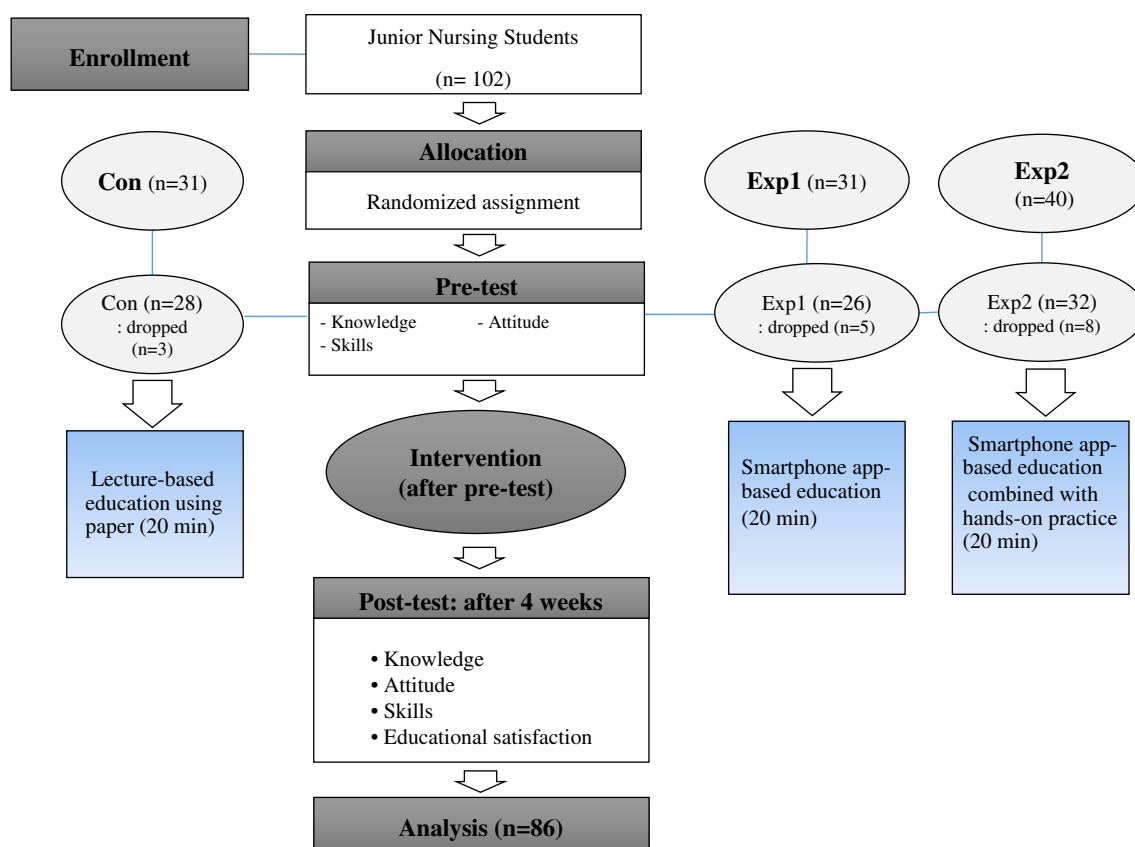 Enrollment
Junior Nursing Students
(n= 102)
Allocation
Randomized assignment
Con (n=31)
Exp1 (n=31)
Exp2
(n=40)
Pre-test
- Knowledge - Attitude
- Skills
Con (n=28)
: dropped
(n=3)
Exp1 (n=26)
: dropped (n=5)
Exp2 (n=32)
: dropped (n=8)
Intervention
(after pre-test)
Lecture-based
education using
paper (20 min)
Smartphone app-
based education
(20 min)
Smartphone app-
based education
combined with
hands-on practice
(20 min)
Post-test: after 4 weeks
• Knowledge
• Attitude
• Skills
• Educational satisfaction
Analysis (n=86)